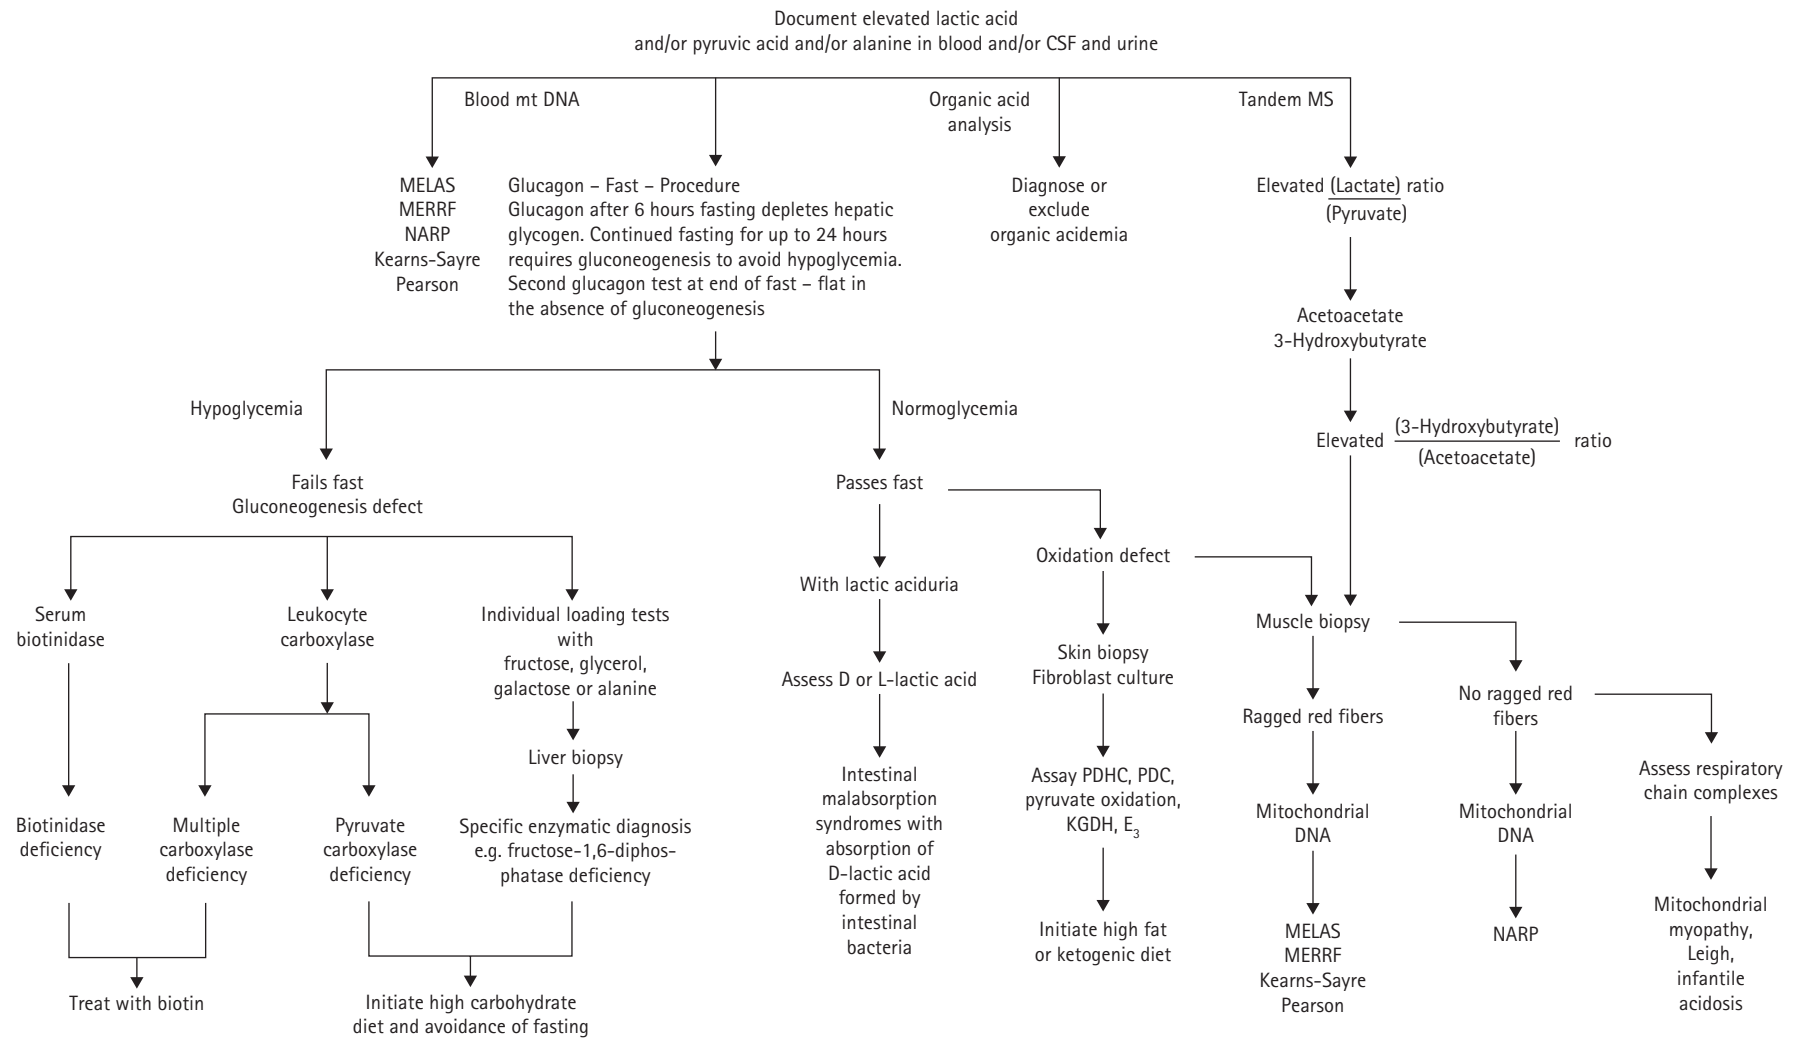 Document elevated lactic acid
and/or pyruvic acid and/or alanine in blood and/or CSF and urine
Blood mt DNA
Organic acid
analysis
Tandem MS
MELAS
MERRF
NARP
Kearns-Sayre
Pearson
Glucagon – Fast – Procedure
Glucagon after 6 hours fasting depletes hepatic
glycogen. Continued fasting for up to 24 hours
requires gluconeogenesis to avoid hypoglycemia.
Second glucagon test at end of fast – flat in
the absence of gluconeogenesis
Diagnose or
exclude
organic acidemia
Elevated (Lactate) ratio
(Pyruvate)
Acetoacetate
3-Hydroxybutyrate
Elevated (3-Hydroxybutyrate) ratio
(Acetoacetate)
Hypoglycemia
Normoglycemia
Fails fast
Gluconeogenesis defect
Passes fast
Serum
biotinidase
Leukocyte
carboxylase
Individual loading tests
with
fructose, glycerol,
galactose or alanine
Liver biopsy
Biotinidase
deficiency
Multiple
carboxylase
deficiency
Pyruvate
carboxylase
deficiency
Specific enzymatic diagnosis
e.g. fructose-1,6-diphos-
phatase deficiency
Treat with biotin
Initiate high carbohydrate
diet and avoidance of fasting
With lactic aciduria
Assess D or L-lactic acid
Intestinal
malabsorption
syndromes with
absorption of
D-lactic acid
formed by
intestinal
bacteria
Oxidation defect
Skin biopsy
Fibroblast culture
Assay PDHC, PDC,
pyruvate oxidation,
KGDH, E3
Initiate high fat
or ketogenic diet
Muscle biopsy
Ragged red fibers
Mitochondrial
DNA
MELAS
MERRF
Kearns-Sayre
Pearson
No ragged red
fibers
Mitochondrial
DNA
NARP
Assess respiratory
chain complexes
Mitochondrial
myopathy,
Leigh,
infantile
acidosis